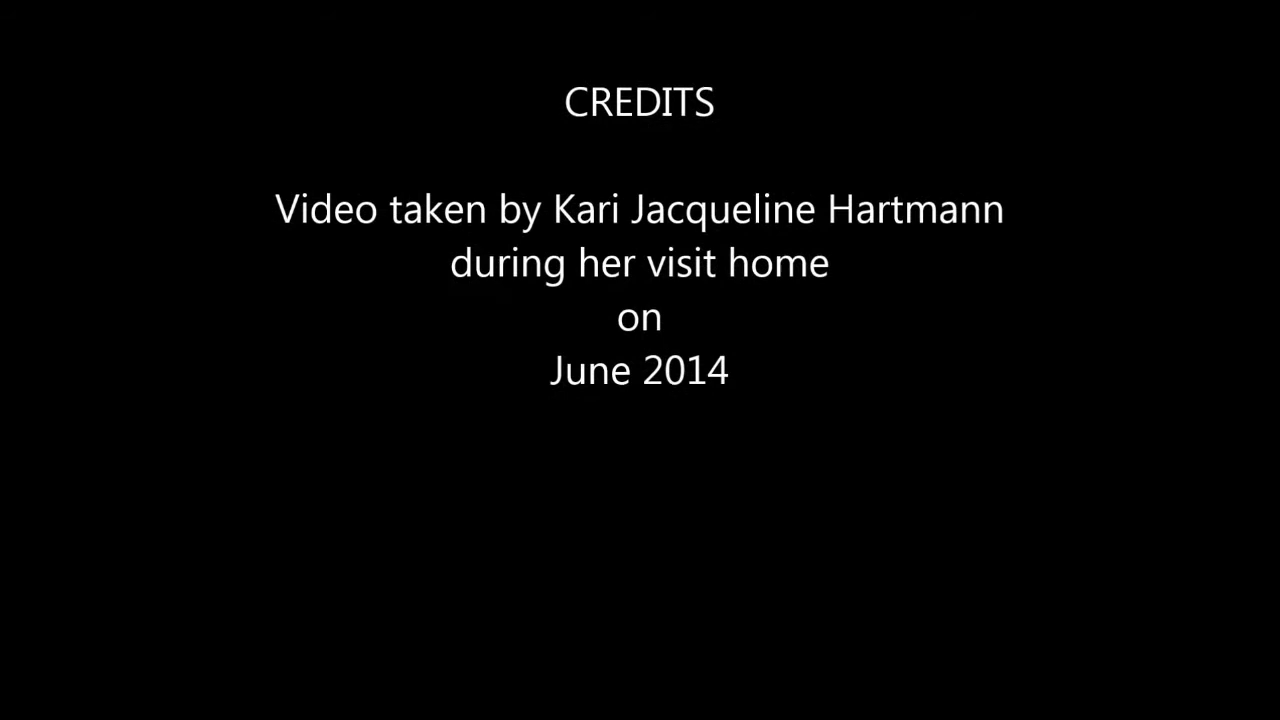 CREDITS
Video taken by Kari Jacqueline Hartmann
during her visit home
on
June 2014